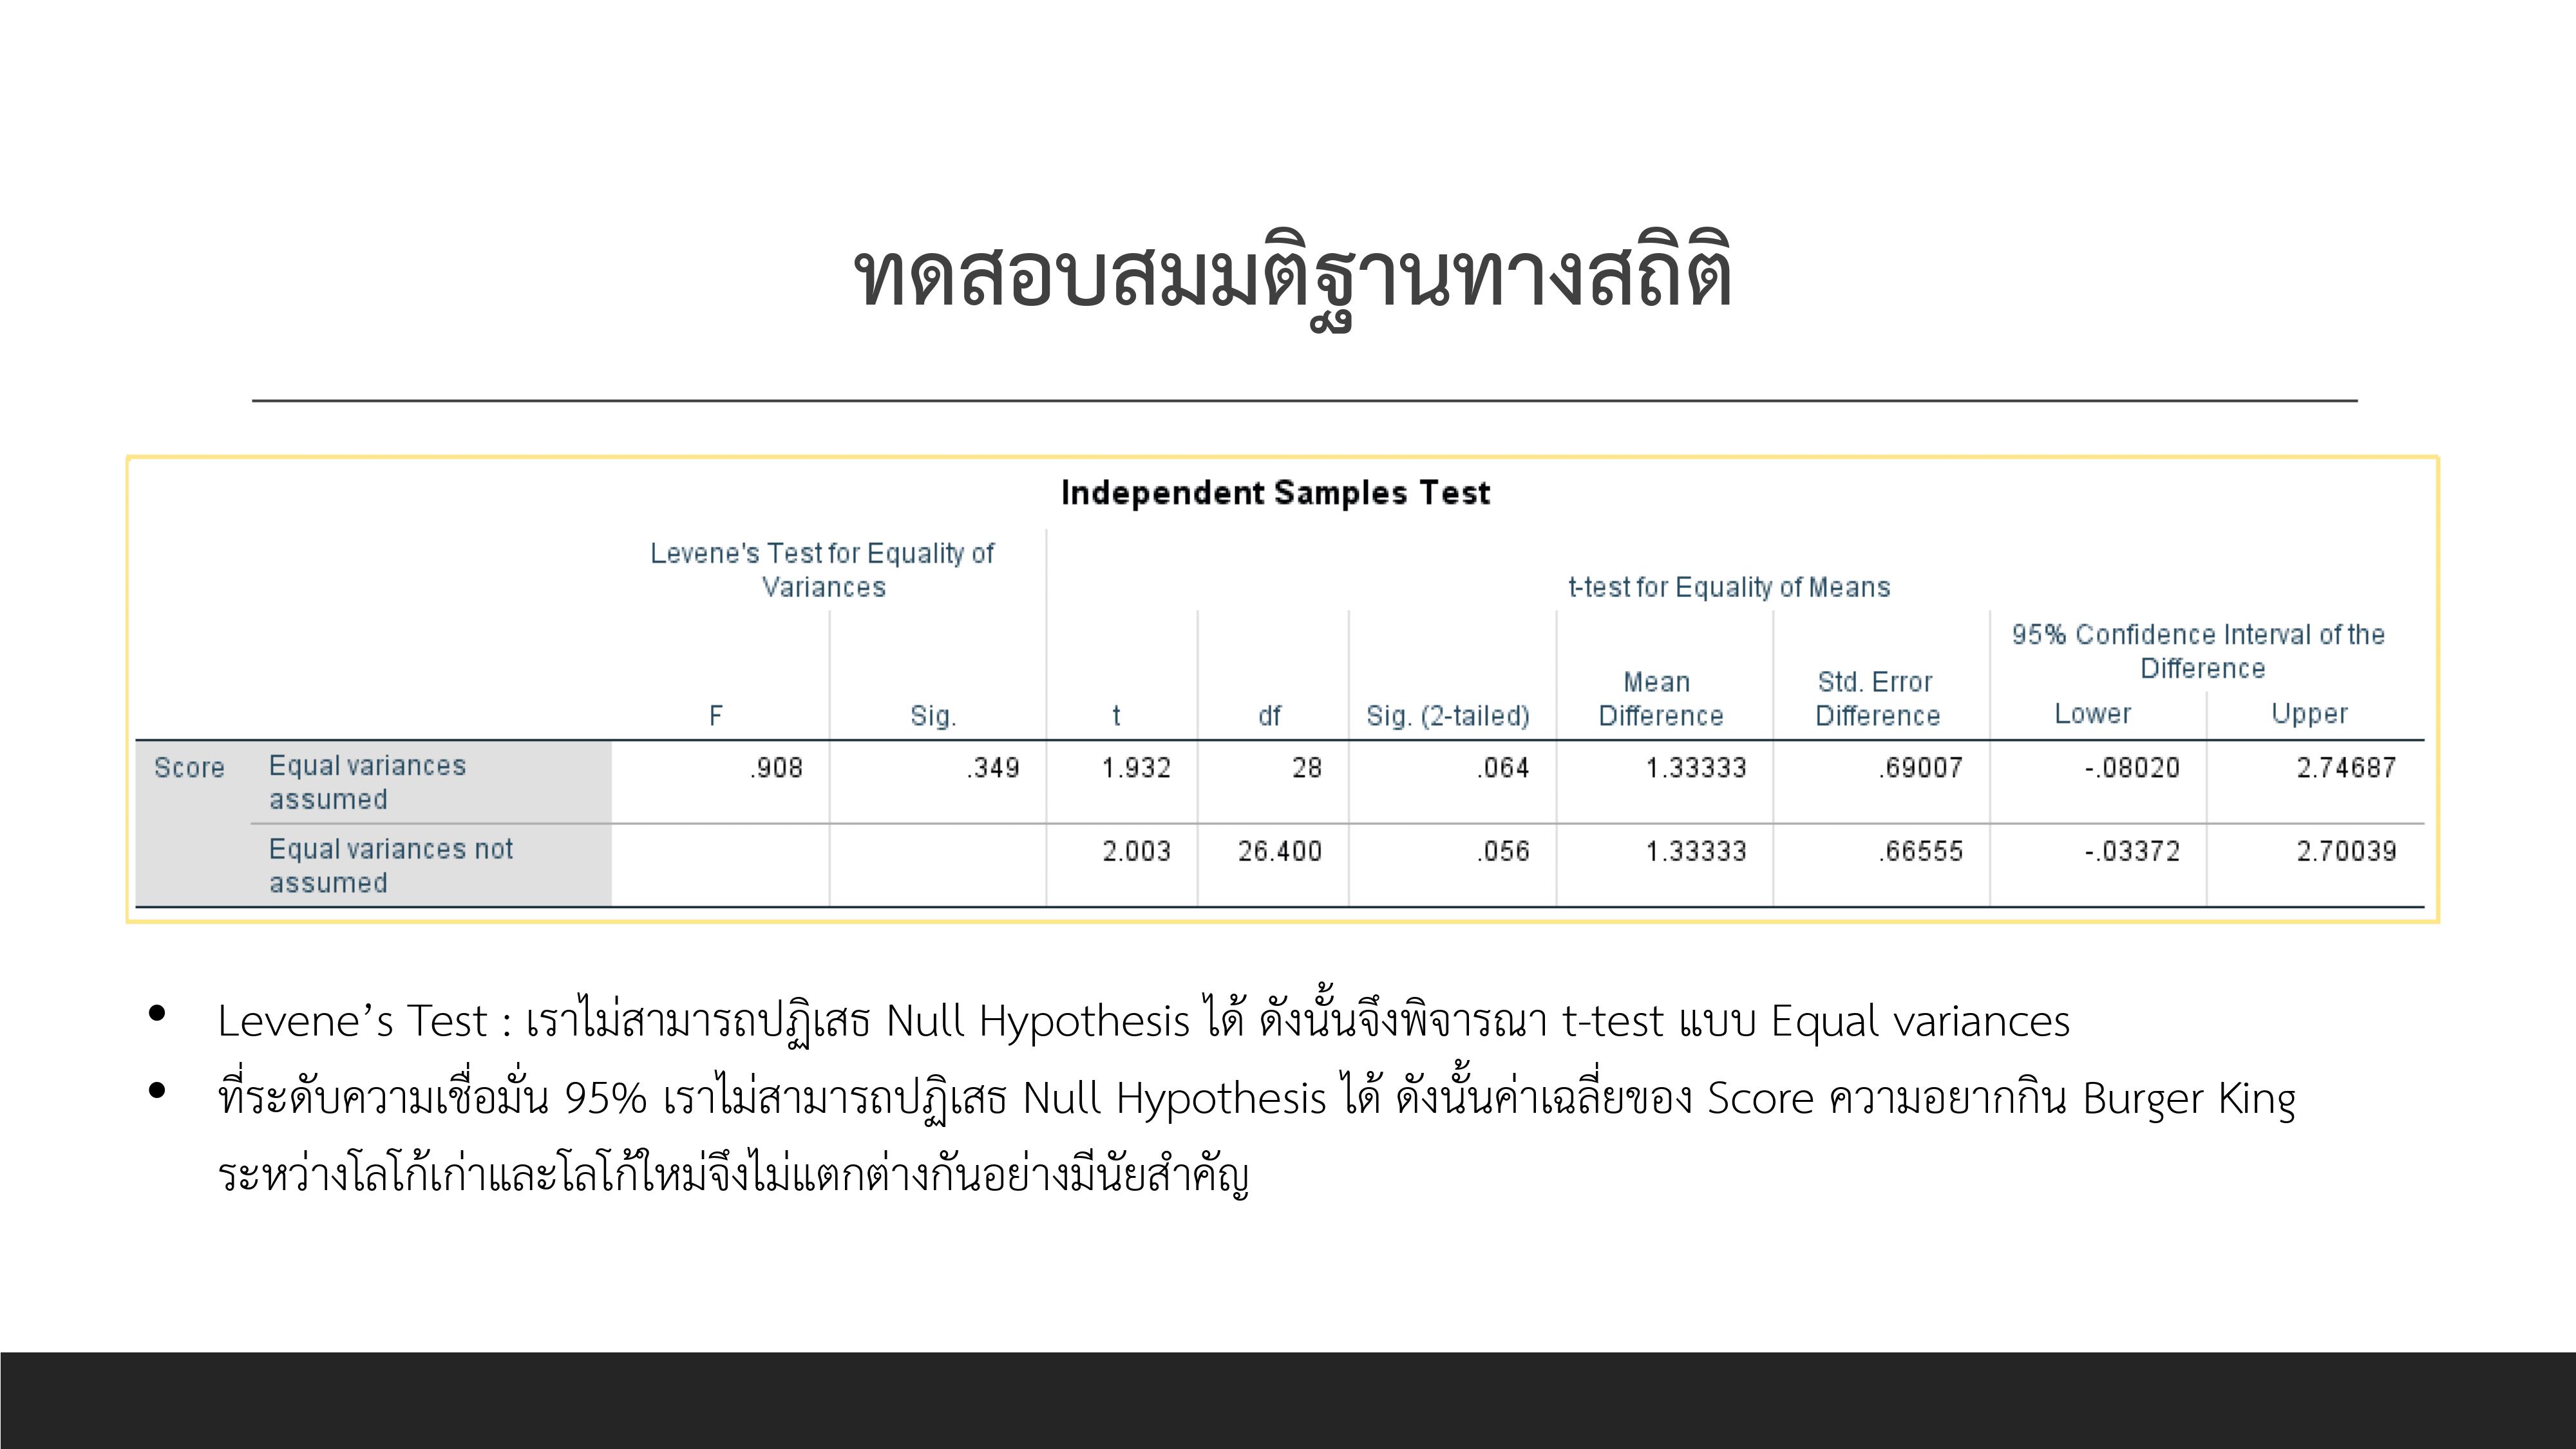 ทดสอบสมมติฐานทางสถิติ
Independent Samples Test
Levene's Test for Equality of Variances
t-test for Equality of Means
95% Confidence Interval of the Difference
F Sig. t df Sig. (2-tailed) Mean Difference Std. Error Difference Lower Upper
Score Equal variances assumed .908 .349 1.932 28 .064 1.33333 .69007 -.08020 2.74687
Equal variances not assumed 2.003 26.400 .056 1.33333 .66555 -.03372 2.70039
• Levene’s Test : เราไม่สามารถปฏิเสธ Null Hypothesis ได้ ดังนั้นจึงพิจารณา t-test แบบ Equal variances
• ที่ระดับความเชื่อมั่น 95% เราไม่สามารถปฏิเสธ Null Hypothesis ได้ ดังนั้นค่าเฉลี่ยของ Score ความอยากกิน Burger King
ระหว่างโลโก้เก่าและโลโก้ใหม่จึงไม่แตกต่างกันอย่างมีนัยสำคัญ